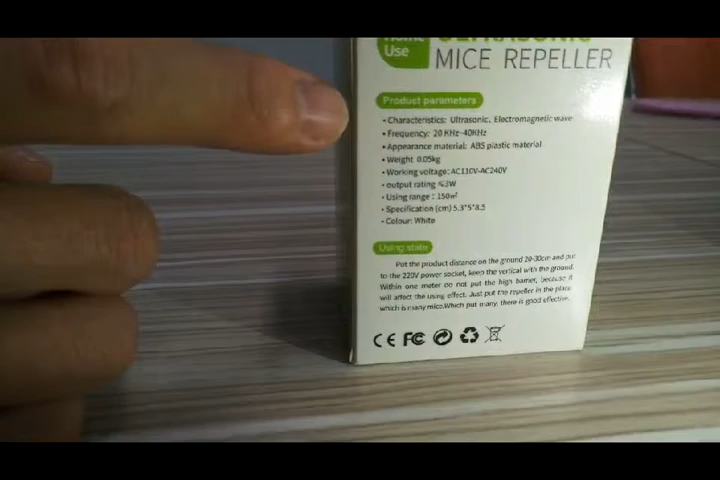 Home
Use
ULTRASONIC
MICE REPELLER
Product parameters
• Characteristics: Ultrasonic, Electromagnetic wave
• Frequency: 20 KHz-40KHz
• Appearance material: ABS plastic material
• Weight 0.05kg
• Working voltage: AC110V-AC240V
• output rating ≤3W
• Using range: 150㎡
• Specification (cm) 5.3*5*8.5
• Colour: White
Using state
Put the product distance on the ground 20-30cm and put
to the 220V power socket, keep the vertical with the ground.
Within one meter do not put the high barrier, because it
will affect the using effect. Just put the repeller in the place
which is many mice.Which put many, there is good effective.
CE FC